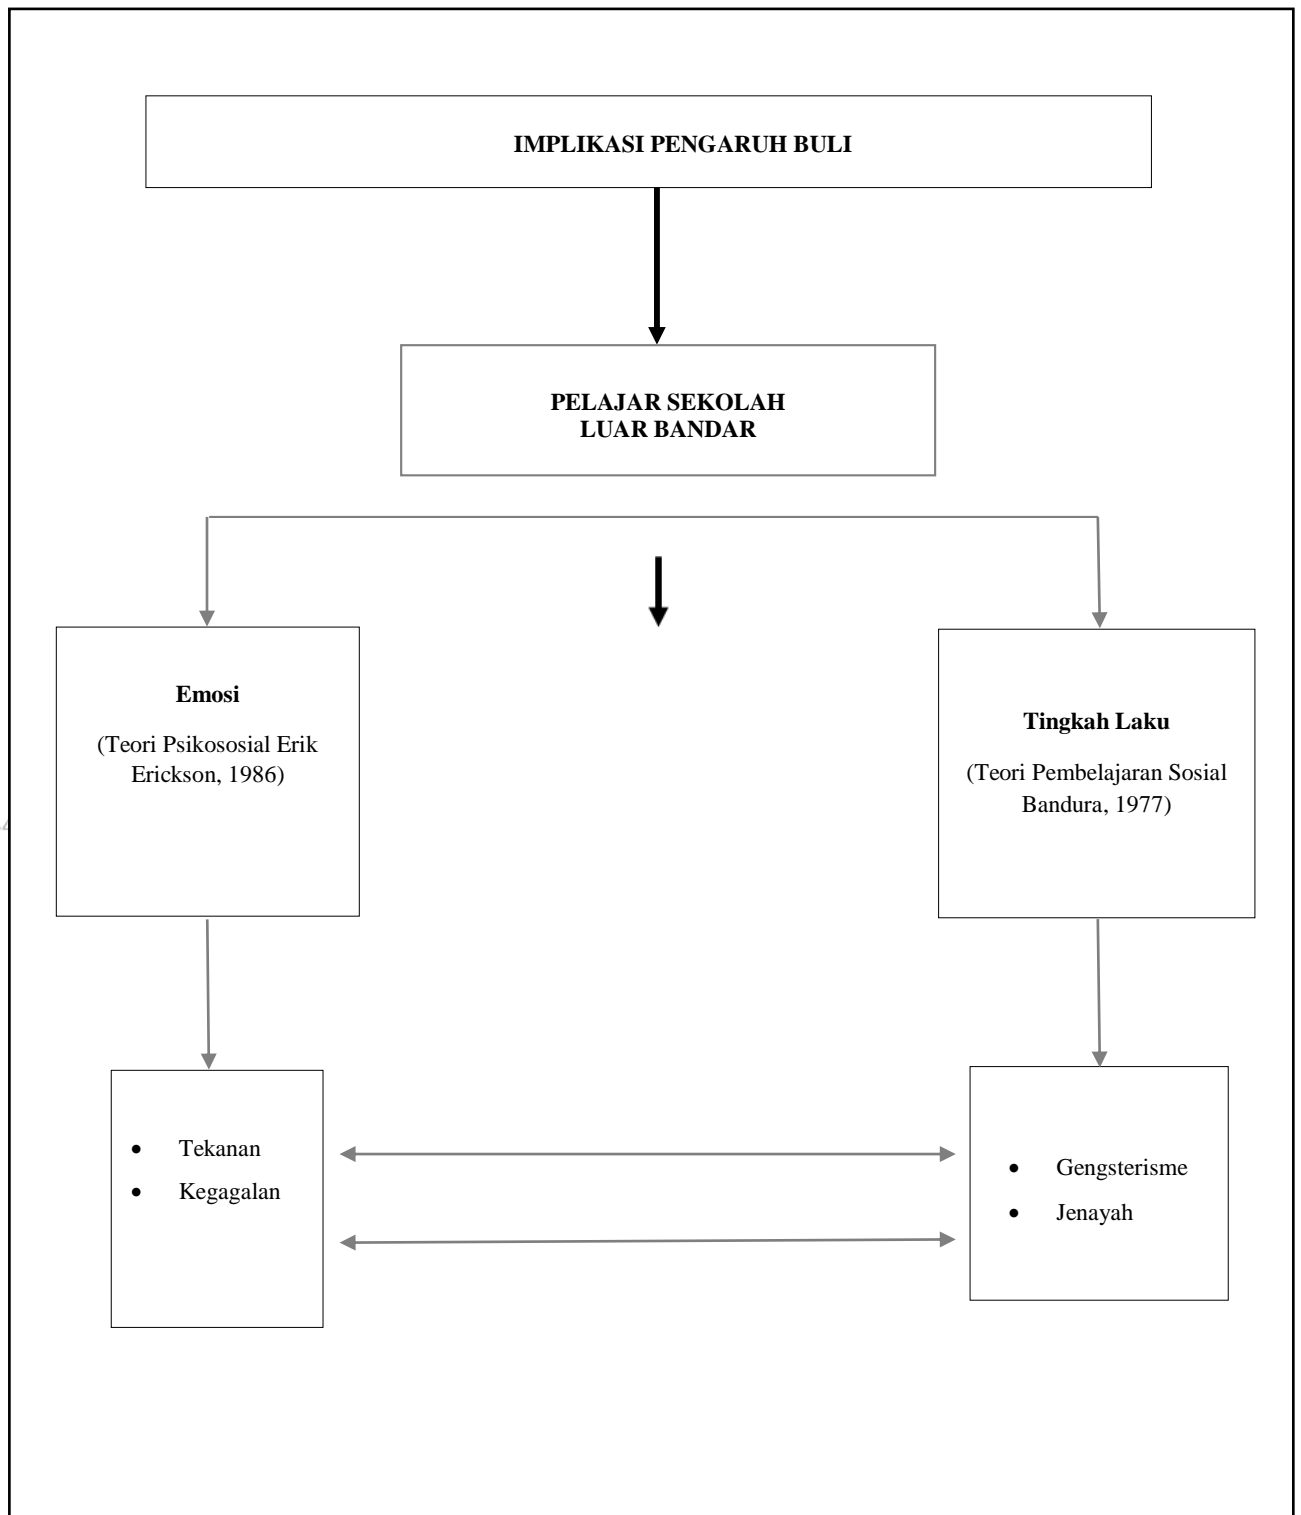 IMPLIKASI PENGARUH BULI
PELAJAR SEKOLAH
LUAR BANDAR
Emosi
(Teori Psikososial Erik
Erickson, 1986)
Tingkah Laku
(Teori Pembelajaran Sosial
Bandura, 1977)
• Tekanan
• Kegagalan
• Gengsterisme
• Jenayah